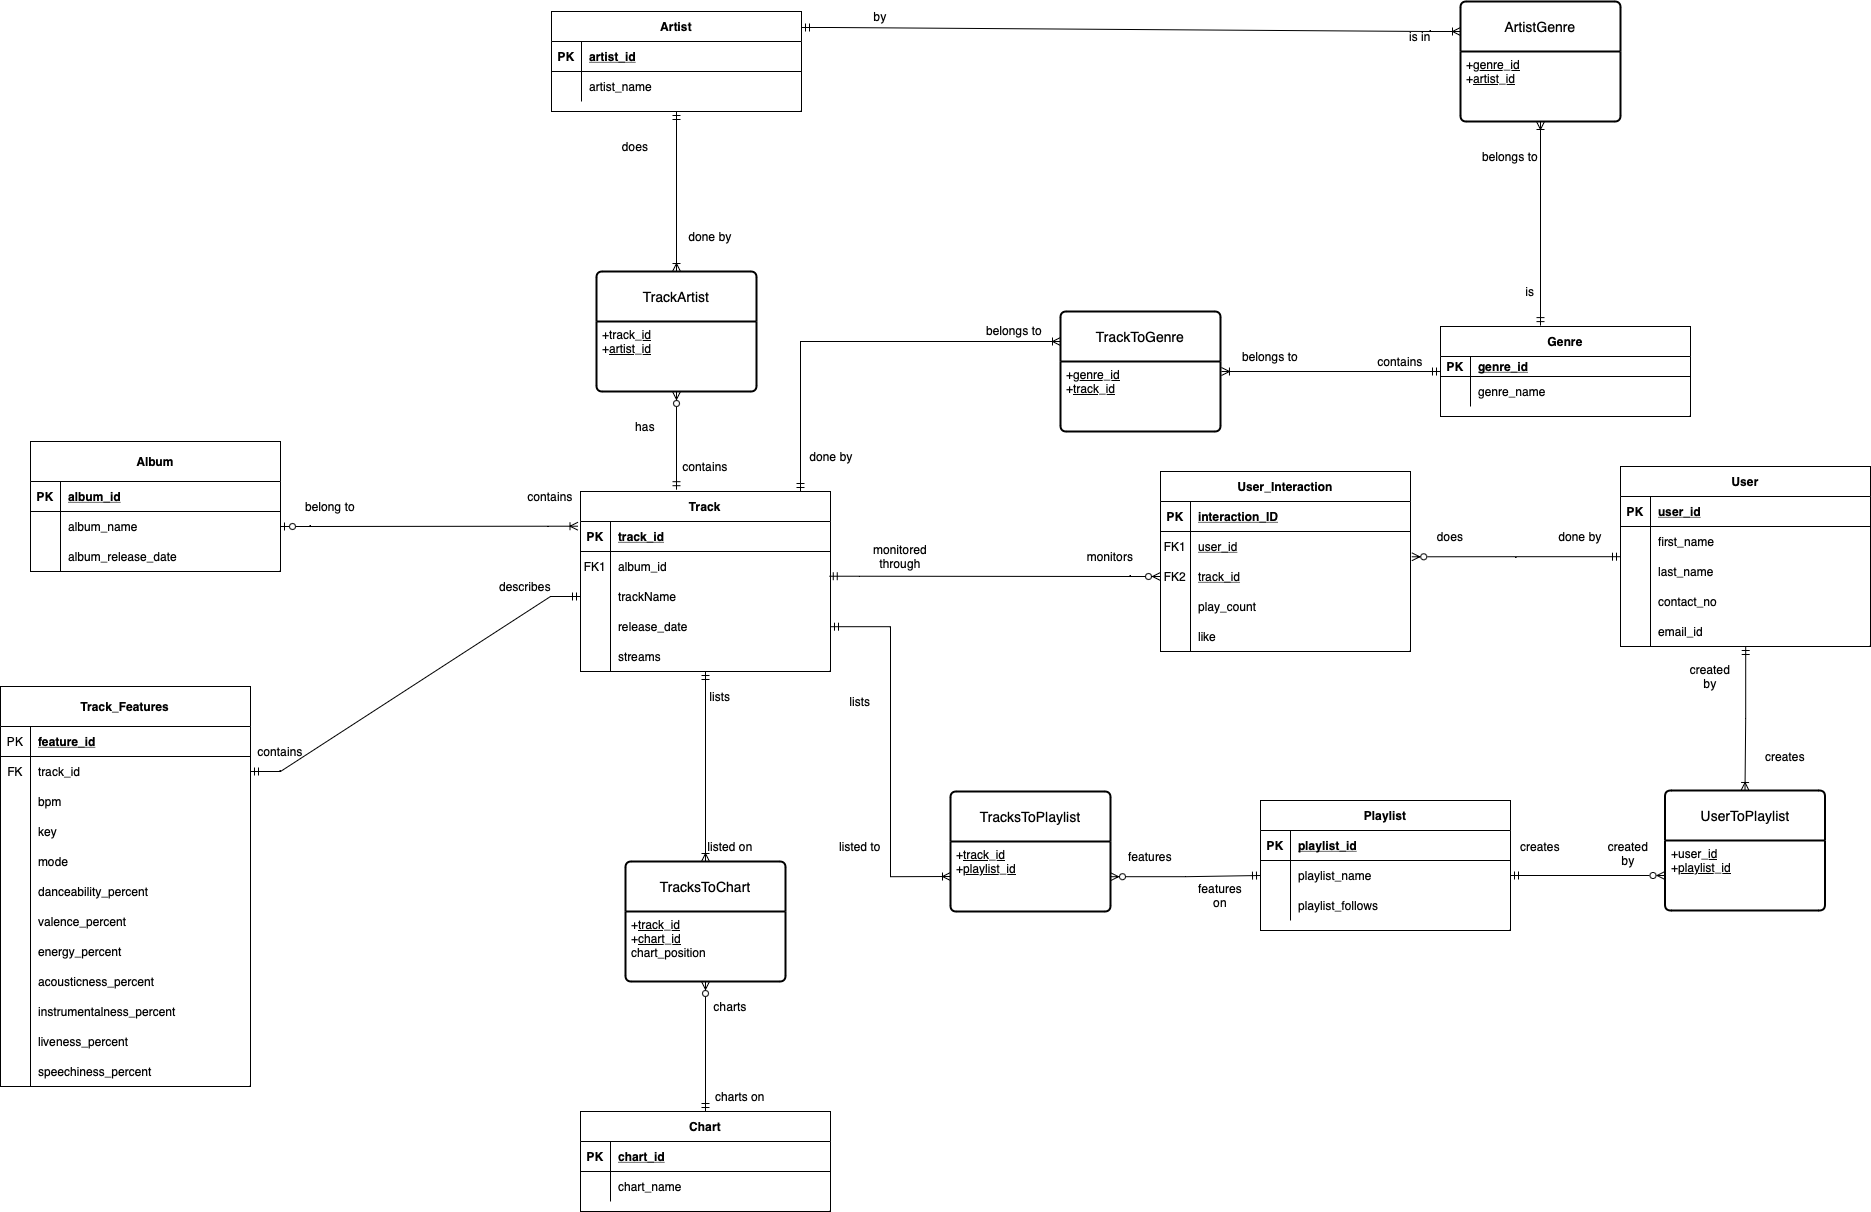 Artist
PK artist_id
artist_name
by
is in
ArtistGenre
+genre_id
+artist_id
does
done by
belongs to
is
TrackArtist
+track_id
+artist_id
has
contains
belongs to
done by
TrackToGenre
+genre_id
+track_id
belongs to
contains
Genre
PK genre_id
genre_name
Album
PK album_id
album_name
album_release_date
belong to
contains
Track
PK track_id
FK1 album_id
trackName
release_date
streams
monitored
through
monitors
User_Interaction
PK interaction_ID
FK1 user_id
FK2 track_id
play_count
like
does
done by
User
PK user_id
first_name
last_name
contact_no
email_id
describes
contains
Track_Features
PK feature_id
FK track_id
bpm
key
mode
danceability_percent
valence_percent
energy_percent
acousticness_percent
instrumentalness_percent
liveness_percent
speechiness_percent
lists
listed on
lists
listed to
created
by
creates
TracksToPlaylist
+track_id
+playlist_id
features
features
on
Playlist
PK playlist_id
playlist_name
playlist_follows
creates
created
by
UserToPlaylist
+user_id
+playlist_id
TracksToChart
+track_id
+chart_id
chart_position
charts
charts on
Chart
PK chart_id
chart_name